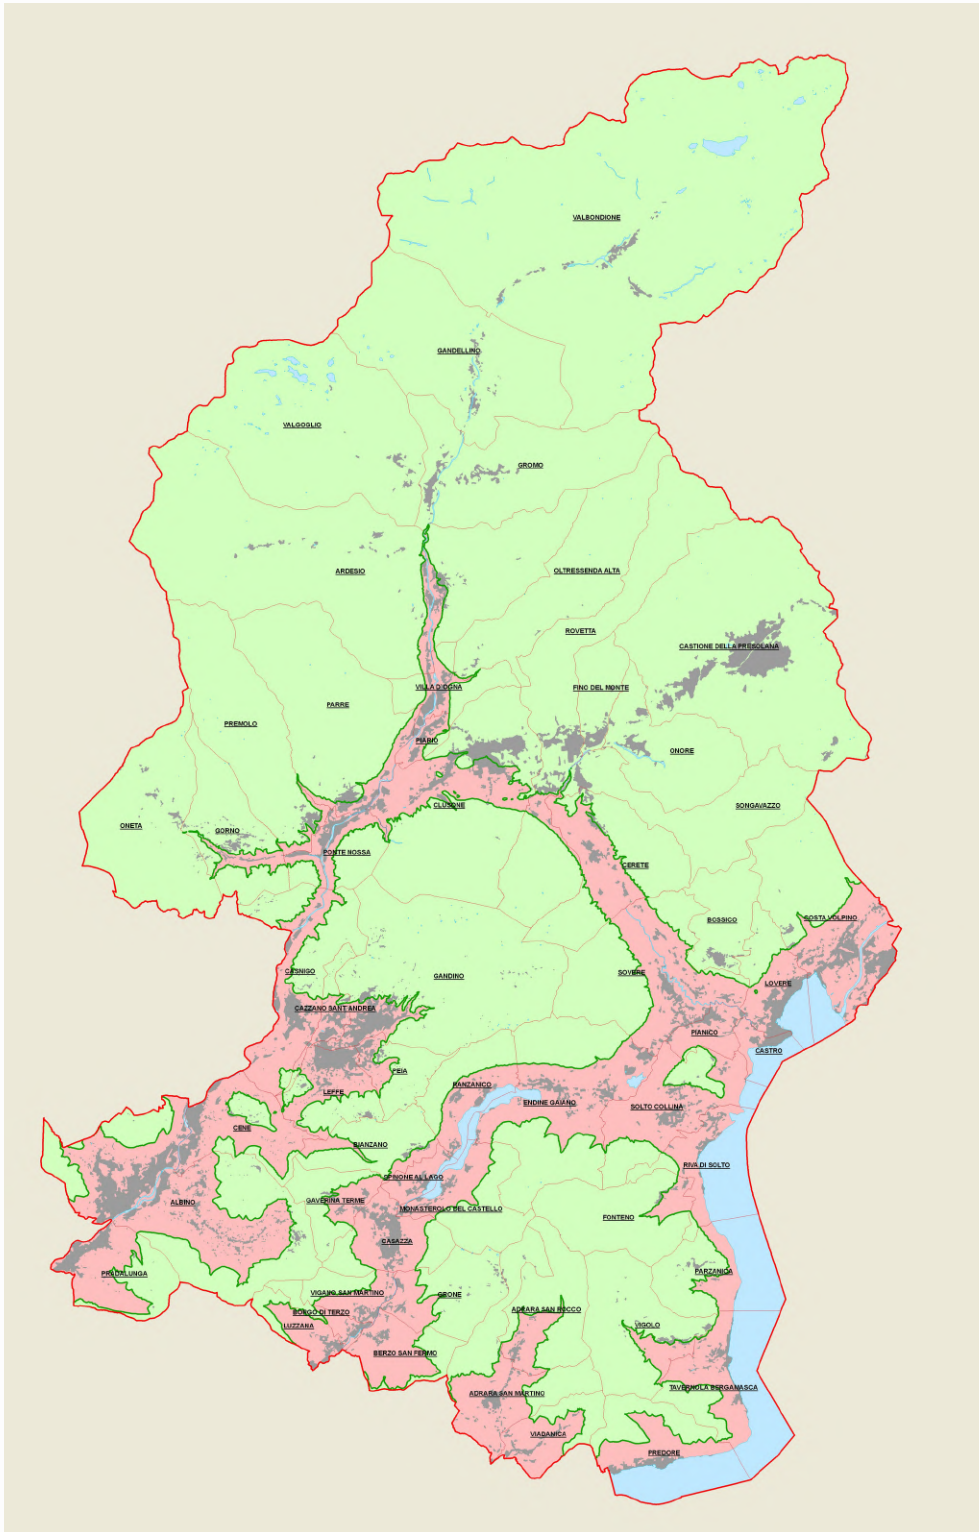 VALBONDIONE
GANDELLINO
VALGOGLIO
GROMO
ARDESIO
OLTRESSENDA ALTA
ROVETTA
CASTIONE DELLA PRESOLANA
VILLA D'OGNA
FINO DEL MONTE
PARRE
PREMOLO
PIARIO
ONORE
CLUSONE
SONGAVAZZO
ONETA
GORNO
PONTE NOSSA
CERETE
BOSSICO
COSTA VOLPINO
CASNIGO
GANDINO
SOVERE
LOVERE
CAZZANO SANT'ANDREA
PIANICO
CASTRO
PEIA
RANZANICO
LEFFE
ENDINE GAIANO
SOLTO COLLINA
CENE
BIANZANO
RIVA DI SOLTO
SPINONE AL LAGO
ALBINO
GAVERINA TERME
MONASTEROLO DEL CASTELLO
FONTENO
CASAZZA
PRADALUNGA
PARZANICA
VIGANO SAN MARTINO
GRONE
BORGO DI TERZO
ADRARA SAN ROCCO
LUZZANA
VIGOLO
BERZO SAN FERMO
ADRARA SAN MARTINO
TAVERNOLA BERGAMASCA
VIADANICA
PREDORE